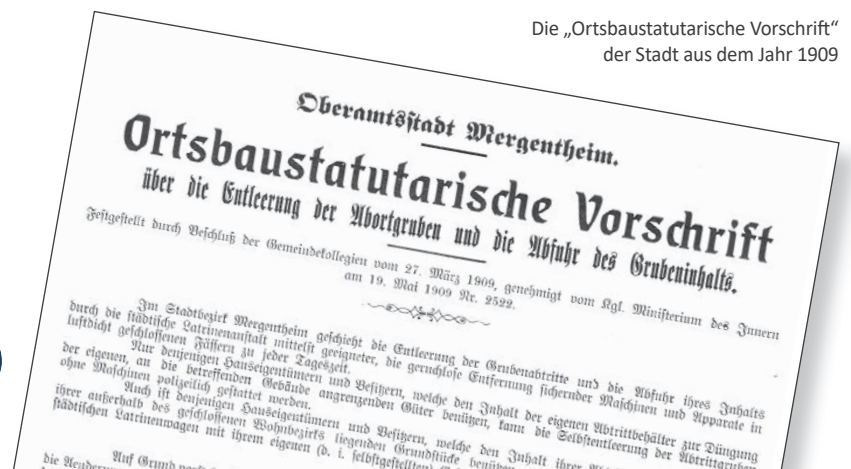 Die „Ortsbaustatutarische Vorschrift“
der Stadt aus dem Jahr 1909
Oberamtsstadt Mergentheim.
Ortsbaustatutarische Vorschrift
über die Entleerung der Abortgruben und die Abfuhr des Grubeninhalts.
Festgestellt durch Beschluß der Gemeindekollegien vom 27. März 1909, genehmigt vom Kgl. Ministerium des Innern
am 19. Mai 1909 Nr. 2522.
Im Stadtbezirk Mergentheim geschieht die Entleerung der Grubenabtritte und die Abfuhr ihres Inhalts
durch die städtische Latrinenanstalt mittelst geeigneter, die geruchlose Entfernung sichernder Maschinen und Apparate in
luftdicht geschlossenen Fässern zu jeder Tageszeit.
Nur denjenigen Hauseigentümern und Besitzern, welche den Inhalt der eigenen Abtrittbehälter zur Düngung
der eigenen, an die betreffenden Gebäude angrenzenden Güter benützen, kann die Selbstentleerung der Abtrittgruben
ohne Maschinen polizeilich gestattet werden.
Auch ist denjenigen Hauseigentümern und Besitzern, welche den Inhalt ihrer
ihrer außerhalb des geschlossenen Wohnbezirks liegenden Grundstücke benützen
städtischen Latrinenwagen mit ihrem eigenen (d. i. selbstgestellten)
Auf Grund
die